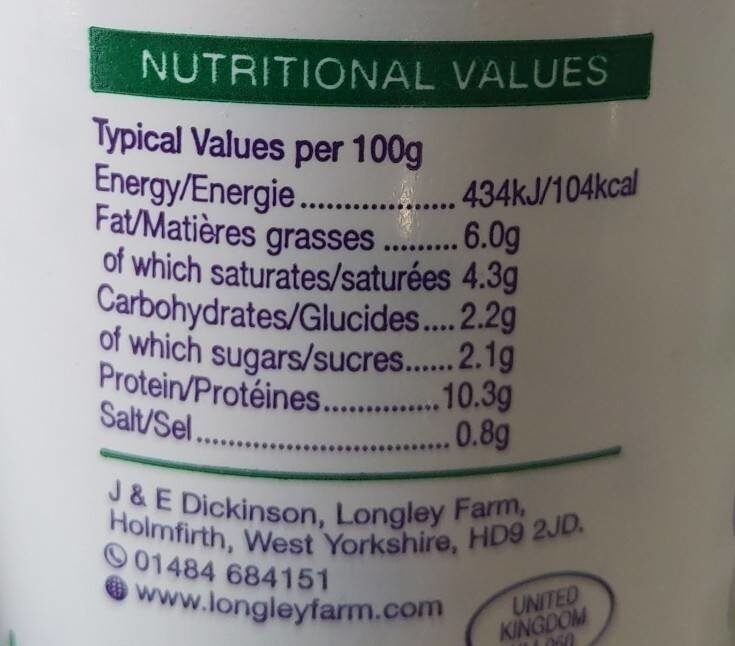 NUTRITIONAL VALUES
Typical Values per 100g
Energy/Energie................. 434kJ/104kcal
Fat/Matières grasses ......... 6.0g
of which saturates/saturées 4.3g
Carbohydrates/Glucides.... 2.2g
of which sugars/sucres...... 2.1g
Protein/Protéines.............. 10.3g
Salt/Sel............................. 0.8g
J & E Dickinson, Longley Farm,
Holmfirth, West Yorkshire, HD9 2JD.
01484 684151
www.longleyfarm.com
UNITED
KINGDOM